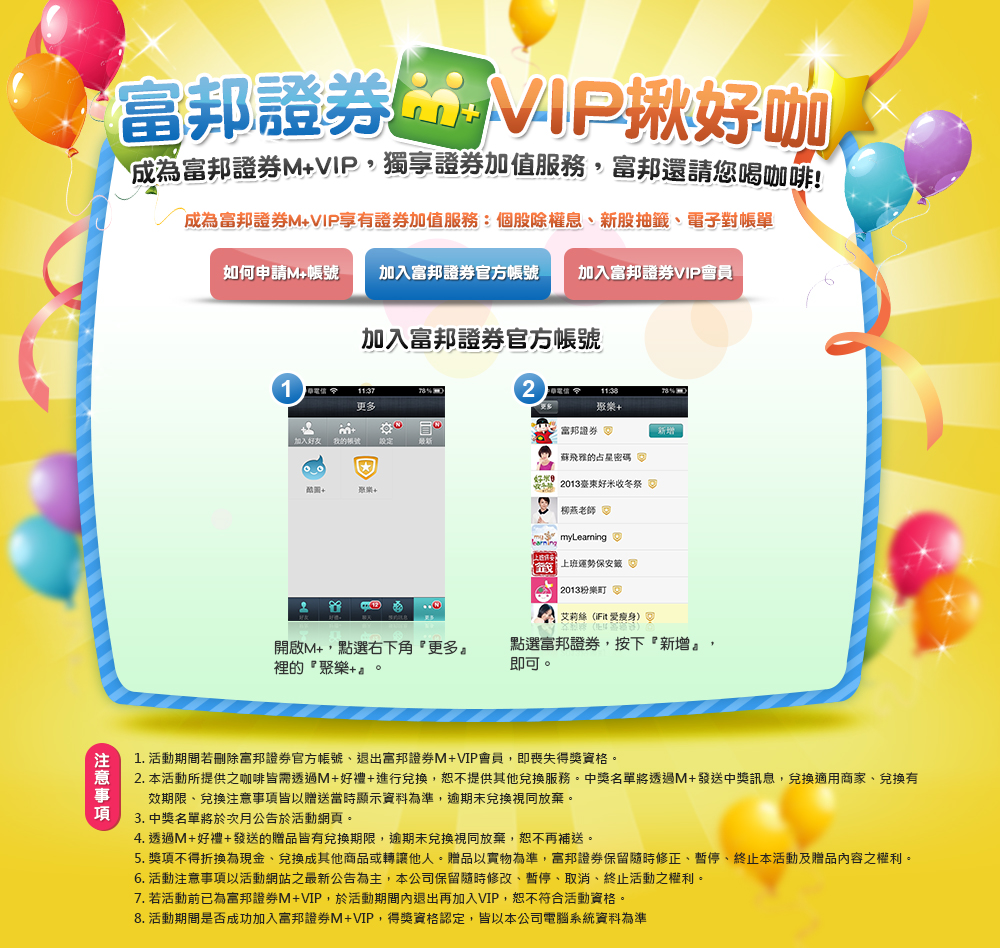 富邦證券 m+ VIP揪好咖
成為富邦證券M+VIP，獨享證券加值服務，富邦還請您喝咖啡!
成為富邦證券M+VIP享有證券加值服務：個股除權息、新股抽籤、電子對帳單
如何申請M+帳號 加入富邦證券官方帳號 加入富邦證券VIP會員
加入富邦證券官方帳號
1
11:37 78%
更多
加入好友 我的帳號 設定 最新
N N
酷圖+ 聚樂+
12 N
更多
開啟M+，點選右下角『更多』
裡的『聚樂+』。
2
中華電信 11:38 78%
更多 聚樂+
富邦證券 新增
蘇飛雅的占星密碼
2013臺東好米收冬祭
柳燕老師
myLearning
上班運勢保安籤
2013粉樂町
艾莉絲（iFit 愛瘦身）
點選富邦證券，按下『新增』，
即可。
注意事項
1. 活動期間若刪除富邦證券官方帳號、退出富邦證券M+VIP會員，即喪失得獎資格。
2. 本活動所提供之咖啡皆需透過M+好禮+進行兌換，恕不提供其他兌換服務。中獎名單將透過M+發送中獎訊息，兌換適用商家、兌換有
效期限、兌換注意事項皆以贈送當時顯示資料為準，逾期未兌換視同放棄。
3. 中獎名單將於次月公告於活動網頁。
4. 透過M+好禮+發送的贈品皆有兌換期限，逾期未兌換視同放棄，恕不再補送。
5. 獎項不得折換為現金、兌換成其他商品或轉讓他人。贈品以實物為準，富邦證券保留隨時修正、暫停、終止本活動及贈品內容之權利。
6. 活動注意事項以活動網站之最新公告為主，本公司保留隨時修改、暫停、取消、終止活動之權利。
7. 若活動前已為富邦證券M+VIP，於活動期間內退出再加入VIP，恕不符合活動資格。
8. 活動期間是否成功加入富邦證券M+VIP，得獎資格認定，皆以本公司電腦系統資料為準